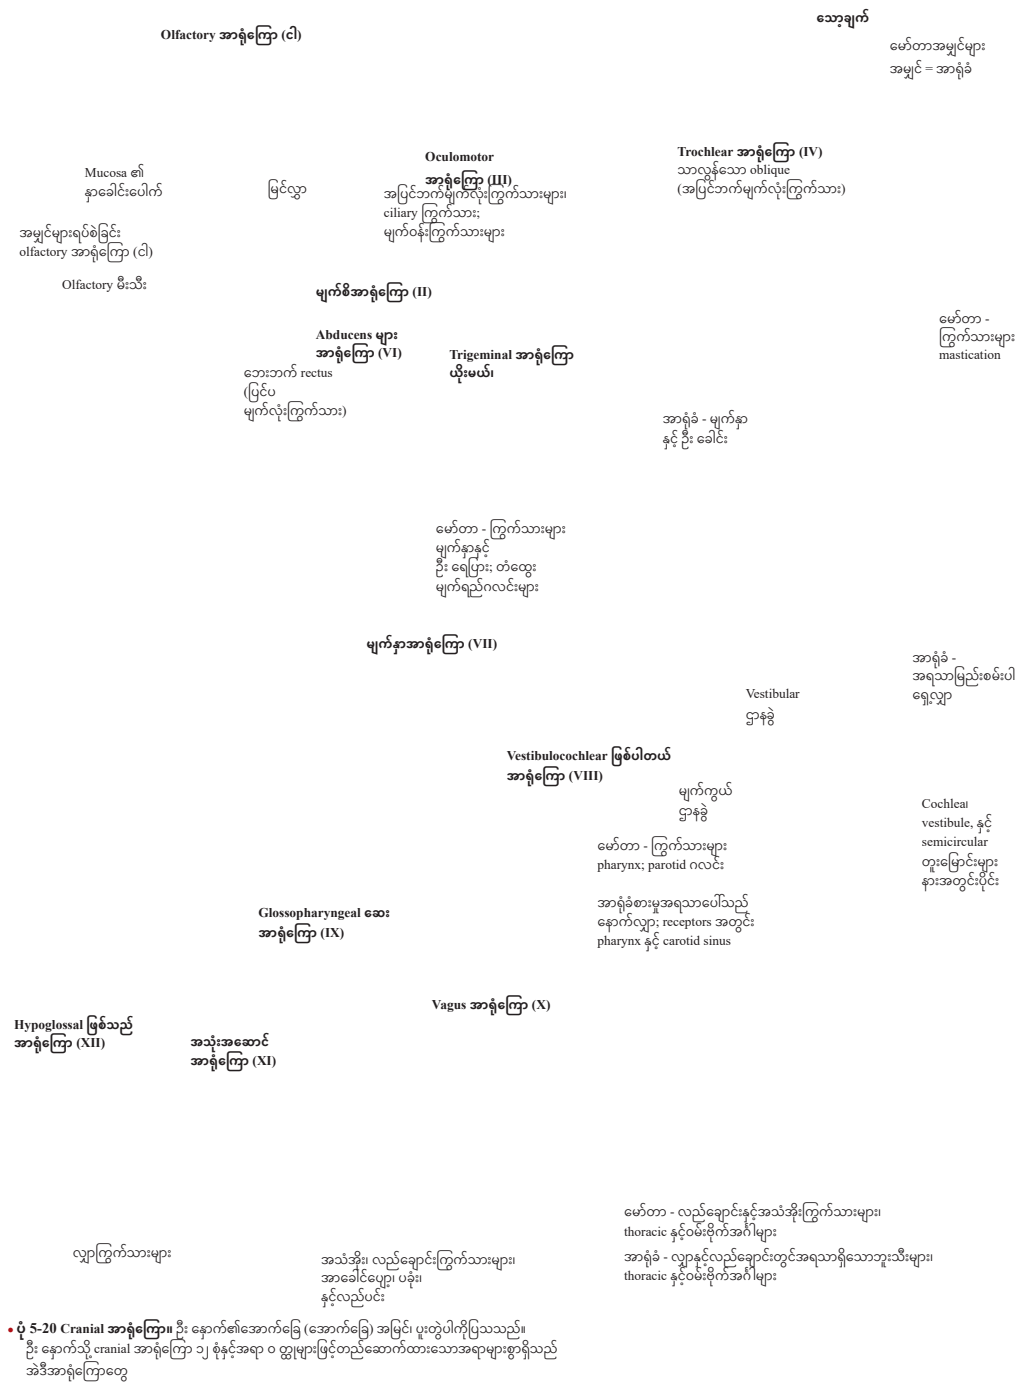 Olfactory အာရုံကြော (ငါ)
သော့ချက်
မော်တာအမျှင်များ
အမျှင် = အာရုံခံ
Mucosa ၏
နှာခေါင်းပေါက်
မြင်လွှာ
Oculomotor
အာရုံကြော (III)
အပြင်ဘက်မျက်လုံးကြွက်သားများ၊
ciliary ကြွက်သား;
မျက်ဝန်းကြွက်သားများ
Trochlear အာရုံကြော (IV)
သာလွန်သော oblique
(အပြင်ဘက်မျက်လုံးကြွက်သား)
အမျှင်များရပ်စဲခြင်း
olfactory အာရုံကြော (ငါ)
Olfactory မီးသီး
မျက်စိအာရုံကြော (II)
Abducens များ
အာရုံကြော (VI)
ဘေးဘက် rectus
(ပြင်ပ
မျက်လုံးကြွက်သား)
Trigeminal အာရုံကြော
ယိုးမယ်၊
မော်တာ -
ကြွက်သားများ
mastication
အာရုံခံ - မျက်နှာ
နှင့် ဦး ခေါင်း
မော်တာ - ကြွက်သားများ
မျက်နှာနှင့်
ဦး ရေပြား; တံထွေး
မျက်ရည်ဂလင်းများ
မျက်နှာအာရုံကြော (VII)
အာရုံခံ -
အရသာမြည်းစမ်းပါ
ရှေ့လျှာ
Vestibular
ဌာနခွဲ
Vestibulocochlear ဖြစ်ပါတယ်
အာရုံကြော (VIII)
မျက်ကွယ်
ဌာနခွဲ
Cochlea၊
vestibule, နှင့်
semicircular
တူးမြောင်းများ
နားအတွင်းပိုင်း
မော်တာ - ကြွက်သားများ
pharynx; parotid ဂလင်း
အာရုံခံစားမှုအရသာပေါ်သည်
နောက်လျှာ; receptors အတွင်း
pharynx နှင့် carotid sinus
Glossopharyngeal ဆေး
အာရုံကြော (IX)
Vagus အာရုံကြော (X)
Hypoglossal ဖြစ်သည်
အာရုံကြော (XII)
အသုံးအဆောင်
အာရုံကြော (XI)
မော်တာ - လည်ချောင်းနှင့်အသံအိုးကြွက်သားများ၊
thoracic နှင့်ဝမ်းဗိုက်အင်္ဂါများ
အာရုံခံ - လျှာနှင့်လည်ချောင်းတွင်အရသာရှိသောဘူးသီးများ၊
thoracic နှင့်ဝမ်းဗိုက်အင်္ဂါများ
လျှာကြွက်သားများ
အသံအိုး၊ လည်ချောင်းကြွက်သားများ၊
အာခေါင်ပျော့၊ ပခုံး၊
နှင့်လည်ပင်း
• ပုံ 5-20 Cranial အာရုံကြော။ ဦး နှောက်၏အောက်ခြေ (အောက်ခြေ) အမြင်၊ ပူးတွဲပါကိုပြသသည်။
ဦး နှောက်သို့ cranial အာရုံကြော ၁၂ စုံနှင့်အရာ ၀ တ္ထုများဖြင့်တည်ဆောက်ထားသောအရာများစွာရှိသည်
အဲဒီအာရုံကြောတွေ